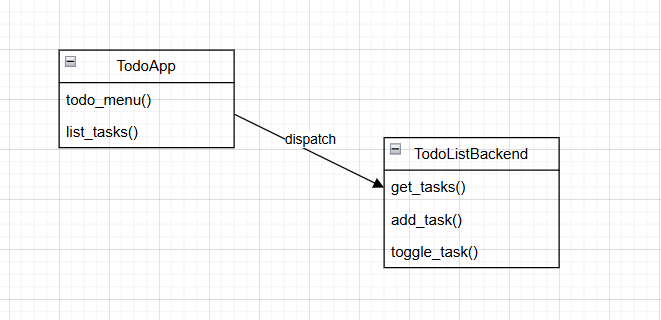 TodoApp
todo_menu()
list_tasks()
dispatch
TodoListBackend
get_tasks()
add_task()
toggle_task()